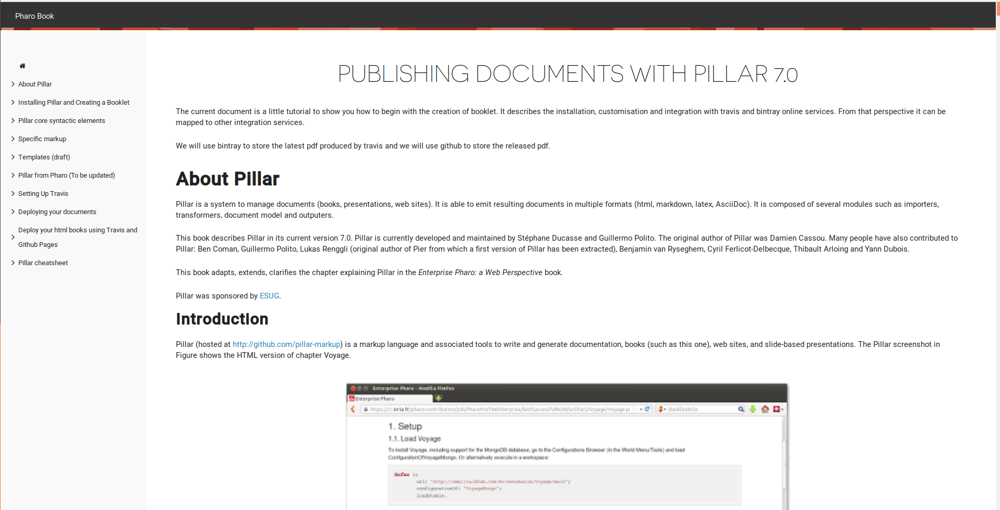 Pharo Book
About Pillar
Installing Pillar and Creating a Booklet
Pillar core syntactic elements
Specific markup
Templates (draft)
Pillar from Pharo (To be updated)
Setting Up Travis
Deploying your documents
Deploy your html books using Travis and
Github Pages
Pillar cheatsheet
PUBLISHING DOCUMENTS WITH PILLAR 7.0
The current document is a little tutorial to show you how to begin with the creation of booklet. It describes the installation, customisation and integration with travis and bintray online services. From that perspective it can be
mapped to other integration services.
We will use bintray to store the latest pdf produced by travis and we will use github to store the released pdf.
About Pillar
Pillar is a system to manage documents (books, presentations, web sites). It is able to emit resulting documents in multiple formats (html, markdown, latex, AsciiDoc). It is composed of several modules such as importers,
transformers, document model and outputers.
This book describes Pillar in its current version 7.0. Pillar is currently developed and maintained by Stéphane Ducasse and Guillermo Polito. The original author of Pillar was Damien Cassou. Many people have also contributed to
Pillar: Ben Coman, Guillermo Polito, Lukas Renggli (original author of Pier from which a first version of Pillar has been extracted), Benjamin van Ryseghem, Cyril Ferlicot-Delbecque, Thibault Arloing and Yann Dubois.
This book adapts, extends, clarifies the chapter explaining Pillar in the Enterprise Pharo: a Web Perspective book.
Pillar was sponsored by ESUG.
Introduction
Pillar (hosted at http://github.com/pillar-markup) is a markup language and associated tools to write and generate documentation, books (such as this one), web sites, and slide-based presentations. The Pillar screenshot in
Figure shows the HTML version of chapter Voyage.
Enterprise Pharo - Mozilla Firefox
Enterprise Pharo
https://ci.inria.fr/pharo-contribution/job/PharoForTheEnterprise/lastSuccessfulBuild/artifact/Voyage/Voyage.pi
DuckDuckGo
1. Setup
1.1. Load Voyage
To install Voyage, including support for the MongoDB database, go to the Configurations Browser (in the World Menu/Tools) and load
ConfigurationOfVoyageMongo. Or alternatively execute in a workspace:
Gofer it
url: "http://smalltalkhub.com/mc/estebanlm/Voyage/main";
configurationOf: "VoyageMongo";
loadStable.